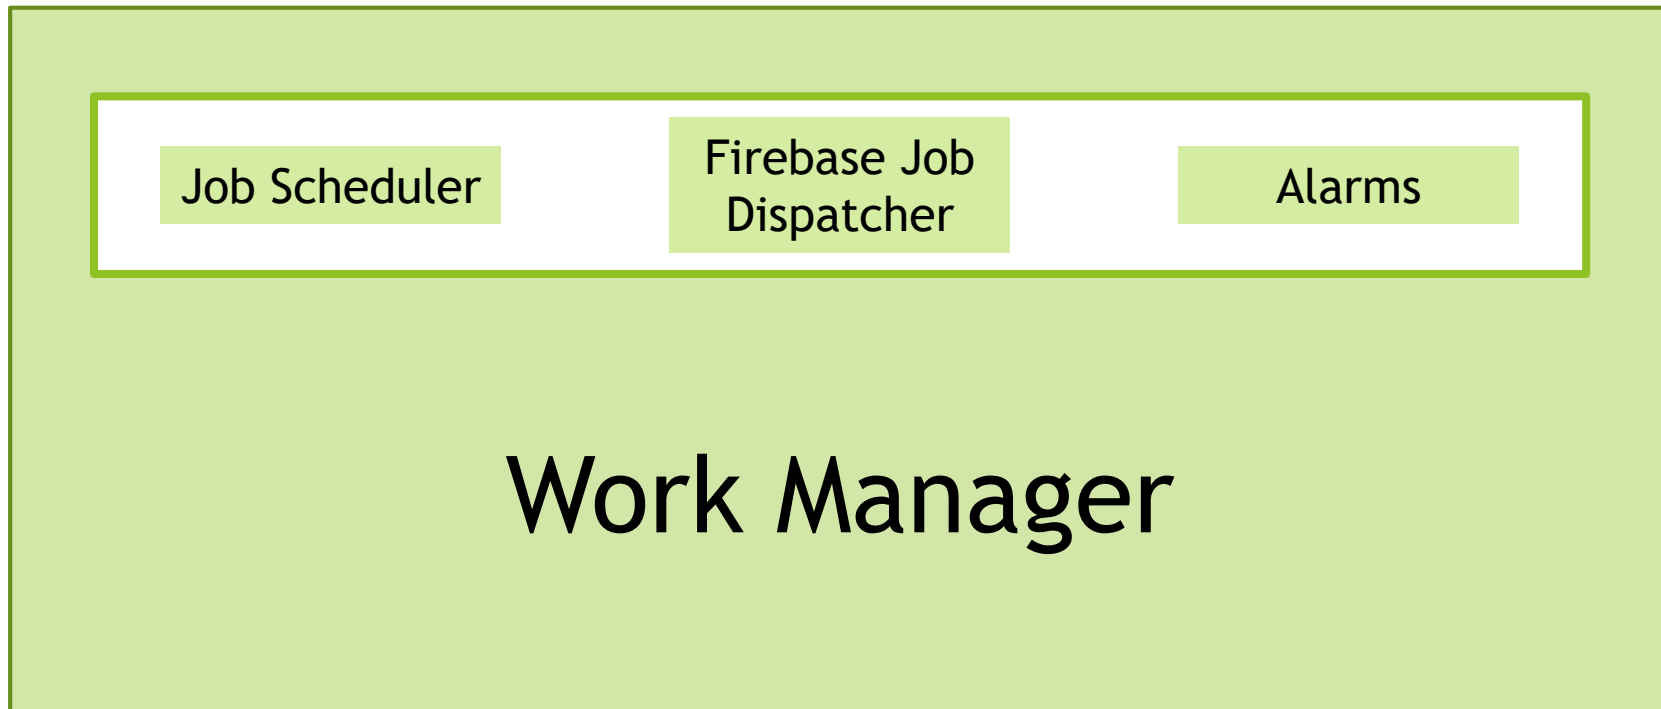 Job Scheduler
Firebase Job
Dispatcher
Alarms
Work Manager